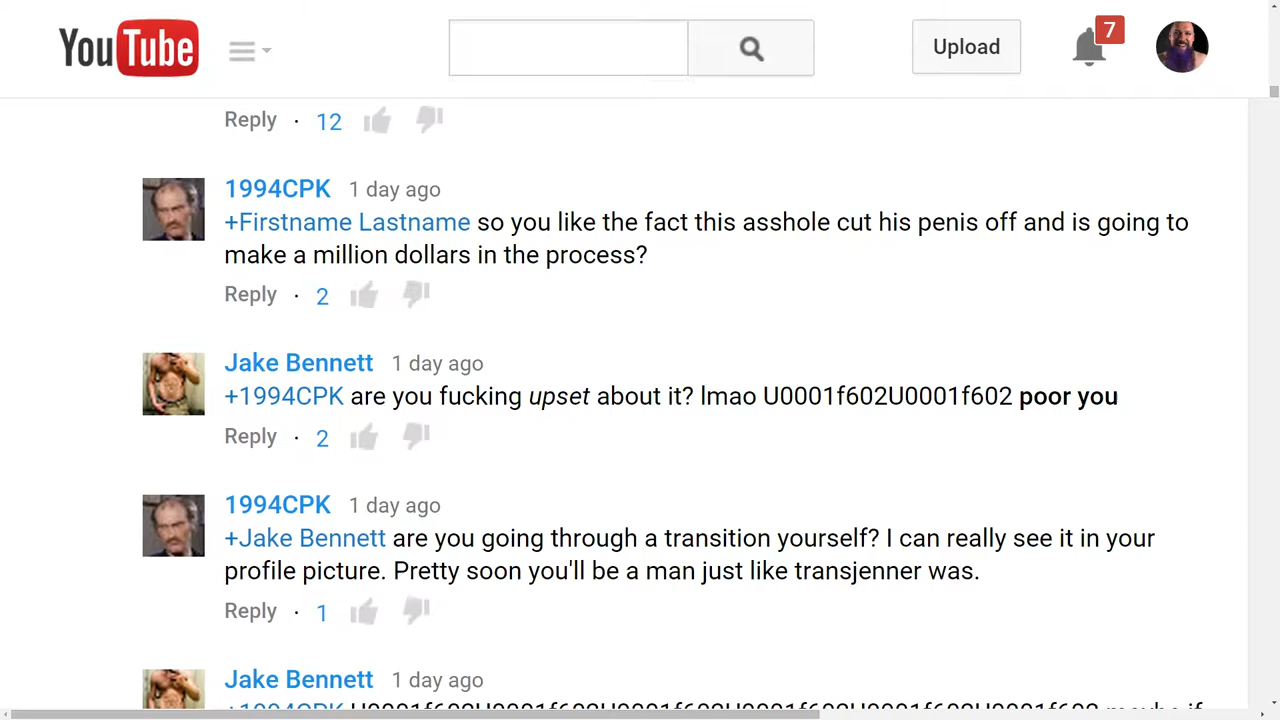 YouTube
Upload
7
Reply · 12
1994CPK 1 day ago
+Firstname Lastname so you like the fact this asshole cut his penis off and is going to
make a million dollars in the process?
Reply · 2
Jake Bennett 1 day ago
+1994CPK are you fucking upset about it? lmao U0001f602U0001f602 poor you
Reply · 2
1994CPK 1 day ago
+Jake Bennett are you going through a transition yourself? I can really see it in your
profile picture. Pretty soon you'll be a man just like transjenner was.
Reply · 1
Jake Bennett 1 day ago
+1994CPK U0001f602U0001f602U0001f602U0001f602U0001f602U0001f602 maybe if